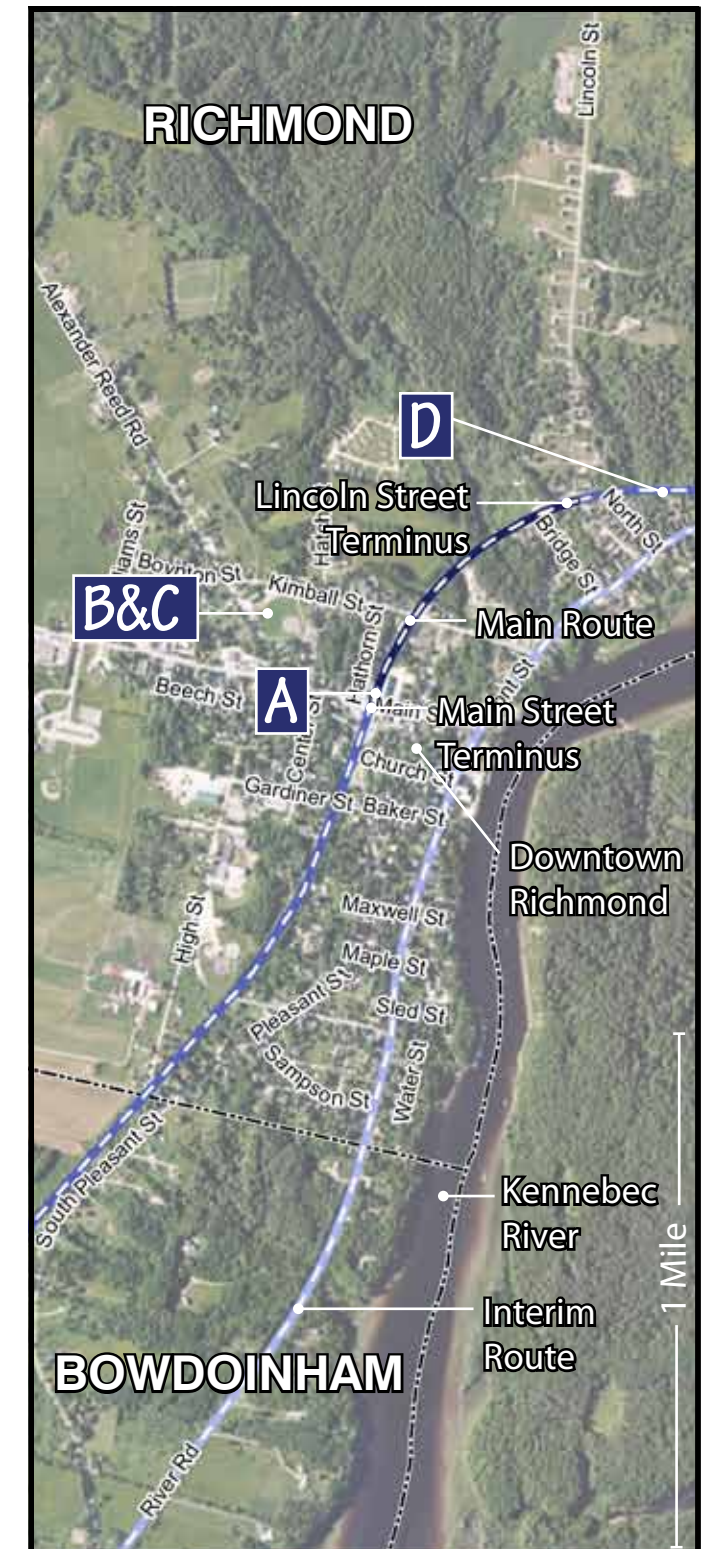 Lincoln St
RICHMOND
Alexander Reed Rd
D
Lincoln Street
Terminus
North St
Bridge St
Boynton St
Kimball St
B&C
Main Route
Hathorn St
Beech St
A
Main Street
Terminus
Church St
Gardiner St
Baker St
Downtown
Richmond
Maxwell St
High St
Maple St
Pleasant St
Sled St
Sampson St
Water St
South Pleasant St
Kennebec
River
1 Mile
Interim
Route
BOWDOINHAM
River Rd